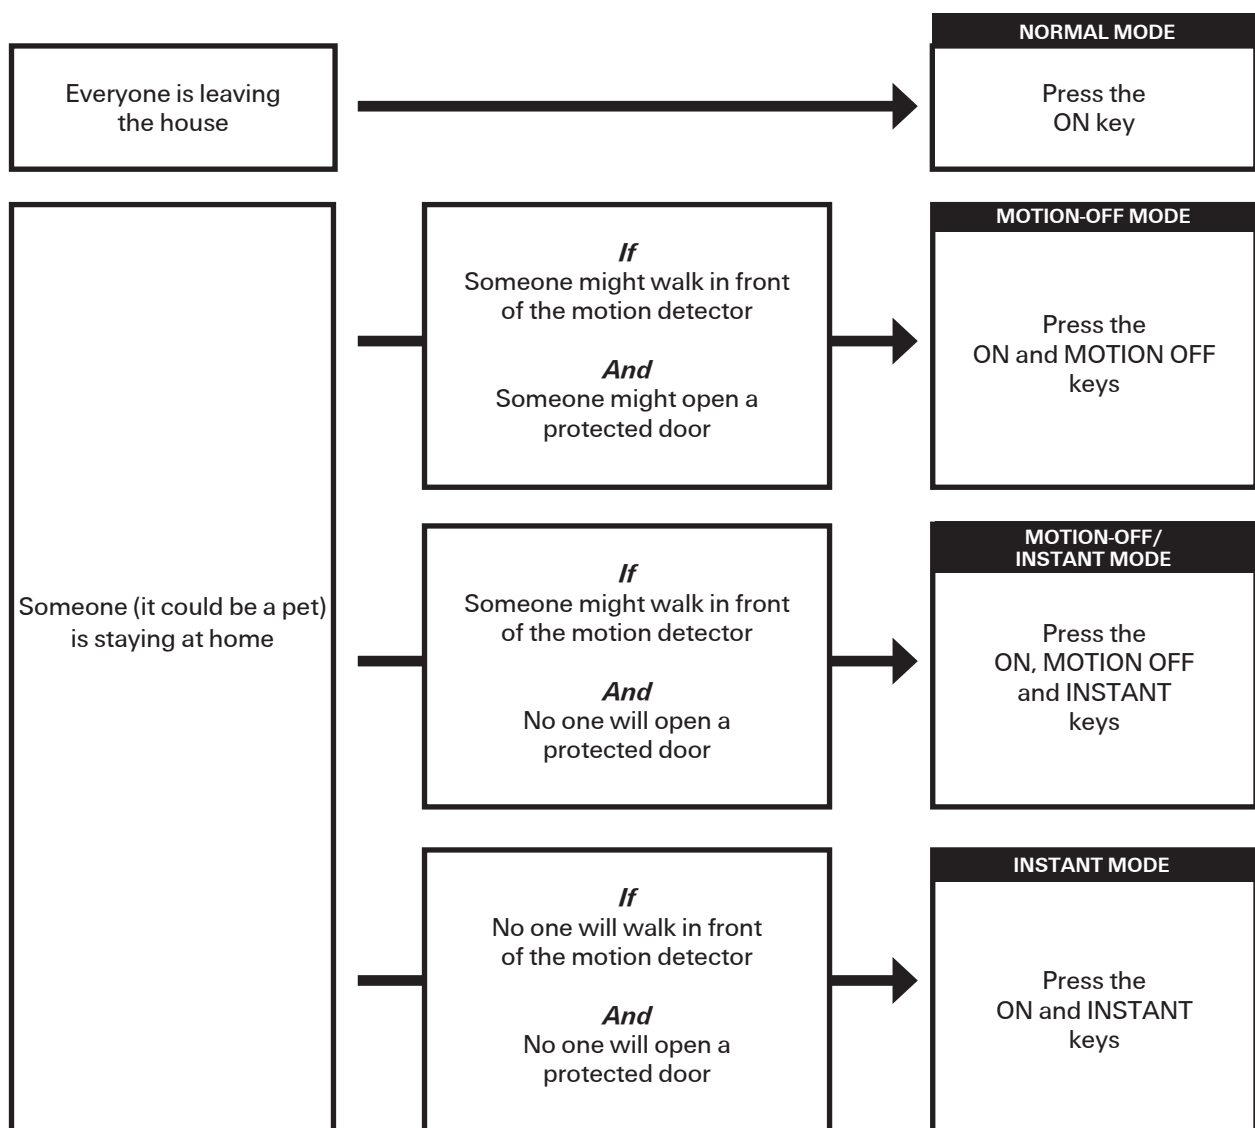 NORMAL MODE
Everyone is leaving
the house
Press the
ON key
Someone (it could be a pet)
is staying at home
If
Someone might walk in front
of the motion detector
And
Someone might open a
protected door
MOTION-OFF MODE
Press the
ON and MOTION OFF
keys
If
Someone might walk in front
of the motion detector
And
No one will open a
protected door
MOTION-OFF/
INSTANT MODE
Press the
ON, MOTION OFF
and INSTANT
keys
If
No one will walk in front
of the motion detector
And
No one will open a
protected door
INSTANT MODE
Press the
ON and INSTANT
keys